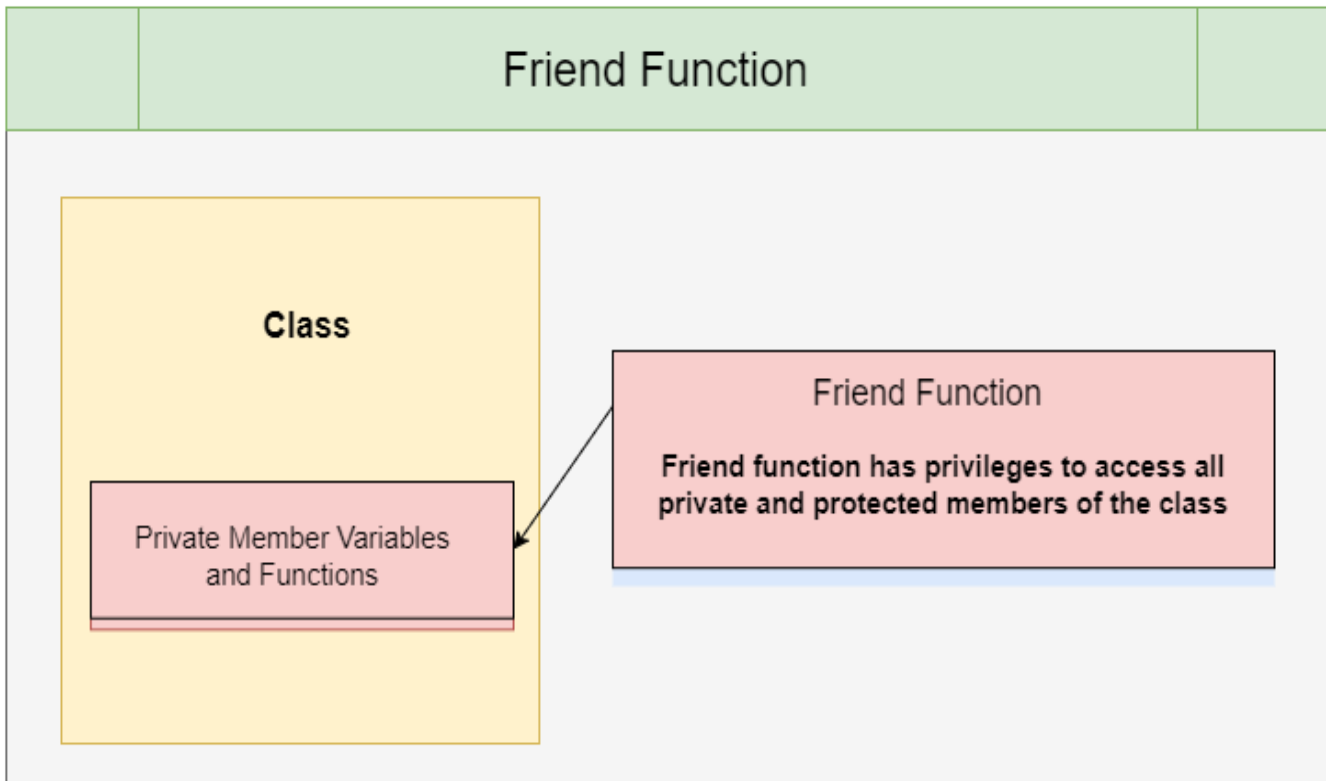 Friend Function
Class
Private Member Variables
and Functions
Friend Function
Friend function has privileges to access all
private and protected members of the class